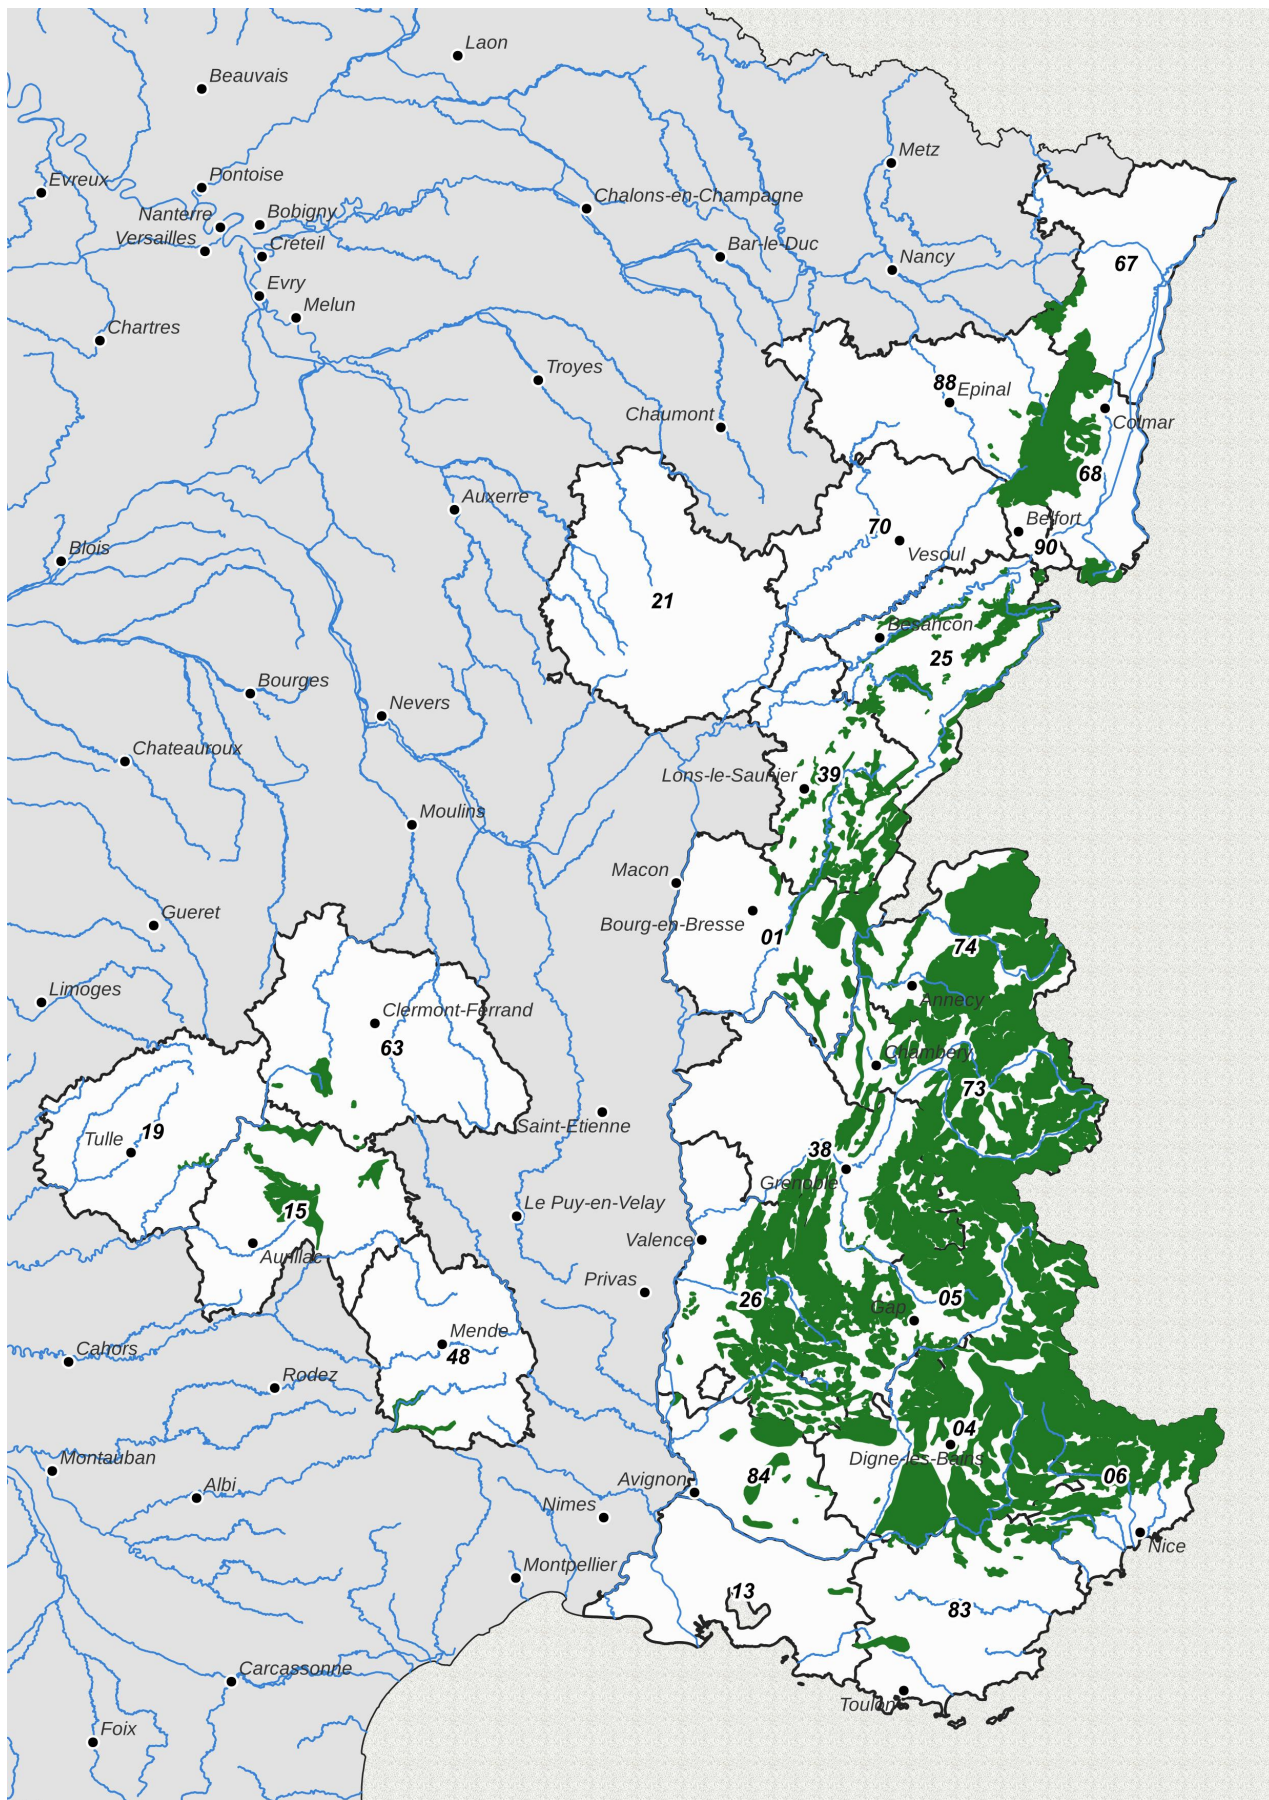 Laon
Beauvais
Metz
Evreux
Pontoise
Chalons-en-Champagne
Nanterre
Bobigny
Versailles
Creteil
Bar-le-Duc
Nancy
67
Evry
Melun
Chartres
Troyes
88
Epinal
Chaumont
Colmar
68
Auxerre
Belfort
70
Vesoul
90
Blois
21
Besancon
25
Bourges
Nevers
Chateauroux
Lons-le-Saunier
39
Moulins
Macon
Gueret
Bourg-en-Bresse
01
74
Limoges
Annecy
Clermont-Ferrand
63
Chambery
73
Saint-Etienne
Tulle
19
38
Grenoble
Le Puy-en-Velay
15
Valence
Aurillac
Privas
26
05
Gap
Mende
Cahors
48
Rodez
04
Montauban
Digne-les-Bains
Albi
Avignon
84
06
Nimes
Nice
Montpellier
13
83
Carcassonne
Toulon
Foix